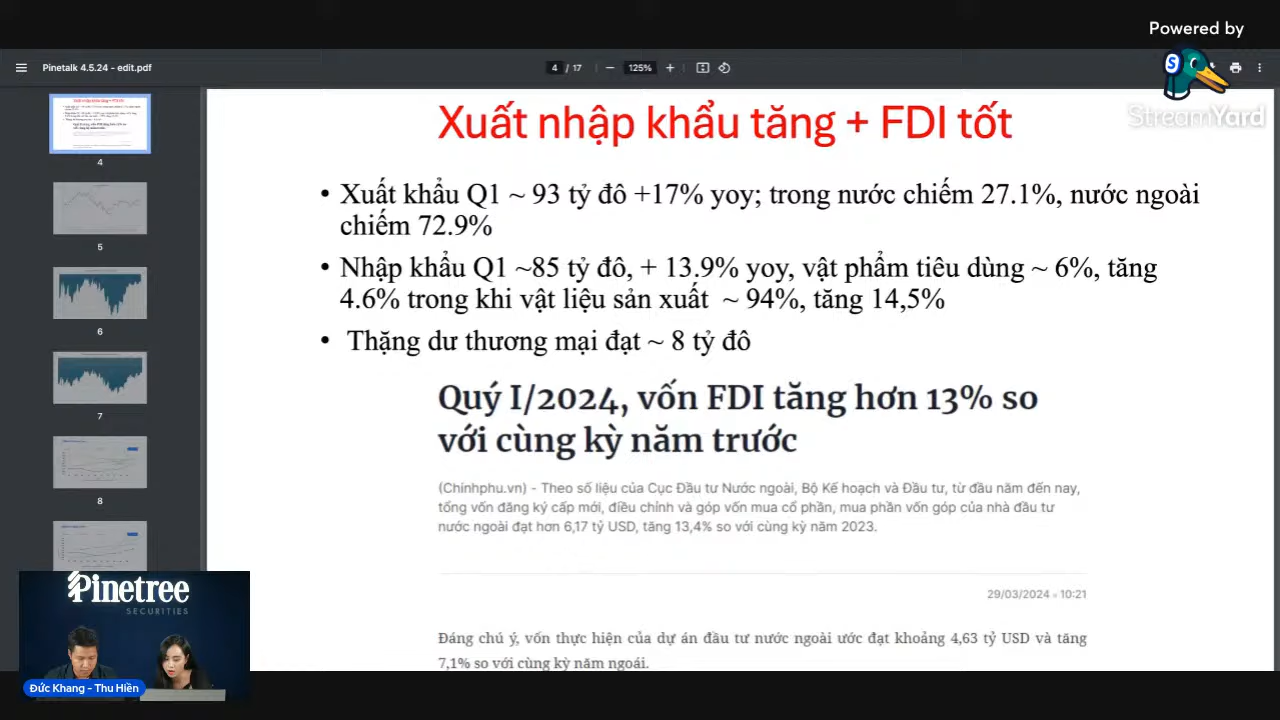 Powered by
StreamYard
Pinetalk 4.5.24 - edit.pdf
4 / 17
125%
Xuất nhập khẩu tăng + FDI tốt
• Xuất khẩu Q1 ~ 93 tỷ đô +17% yoy; trong nước chiếm 27.1%, nước ngoài
chiếm 72.9%
• Nhập khẩu Q1 ~85 tỷ đô, + 13.9% yoy, vật phẩm tiêu dùng ~ 6%, tăng
4.6% trong khi vật liệu sản xuất ~ 94%, tăng 14,5%
• Thặng dư thương mại đạt ~ 8 tỷ đô
Quý I/2024, vốn FDI tăng hơn 13% so
với cùng kỳ năm trước
(Chinhphu.vn) - Theo số liệu của Cục Đầu tư Nước ngoài, Bộ Kế hoạch và Đầu tư, từ đầu năm đến nay,
tổng vốn đăng ký cấp mới, điều chỉnh và góp vốn mua cổ phần, mua phần vốn góp của nhà đầu tư
nước ngoài đạt hơn 6,17 tỷ USD, tăng 13,4% so với cùng kỳ năm 2023.
29/03/2024 10:21
Đáng chú ý, vốn thực hiện của dự án đầu tư nước ngoài ước đạt khoảng 4,63 tỷ USD và tăng
7,1% so với cùng kỳ năm ngoái.
4
5
6
7
8
Pinetree
SECURITIES
Đức Khang - Thu Hiền